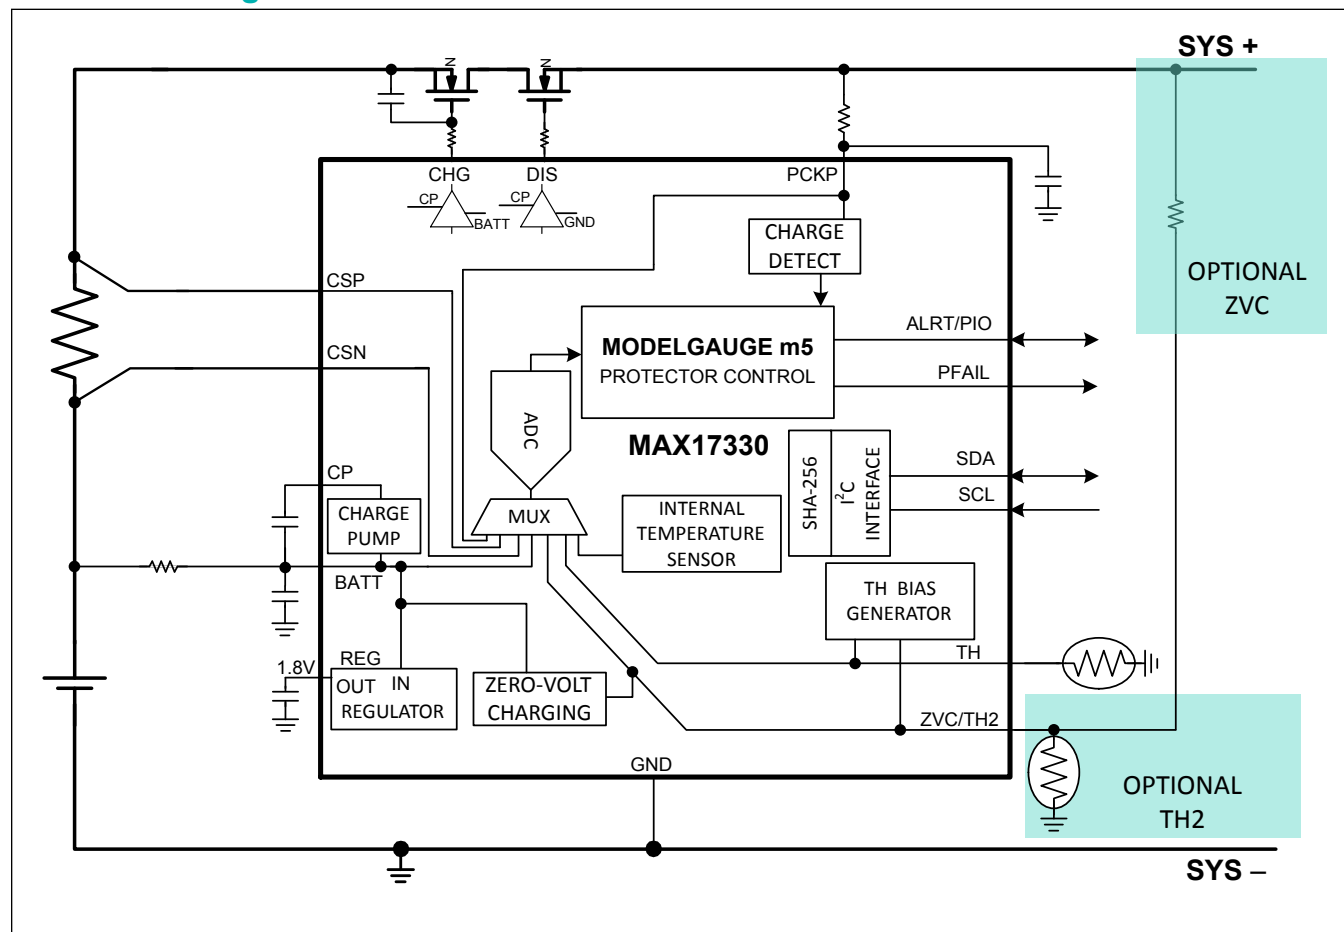 SYS +
N
N
CHG
DIS
PCKP
CP
BATT
CP
GND
CHARGE
DETECT
OPTIONAL
ZVC
CSP
ALRT/PIO
MODELGAUGE m5
PROTECTOR CONTROL
CSN
PFAIL
ADC
MAX17330
SHA-256
I²C
INTERFACE
SDA
SCL
CP
CHARGE
PUMP
MUX
INTERNAL
TEMPERATURE
SENSOR
BATT
TH BIAS
GENERATOR
TH
1.8V
REG
OUT
IN
REGULATOR
ZERO-VOLT
CHARGING
ZVC/TH2
GND
OPTIONAL
TH2
SYS –